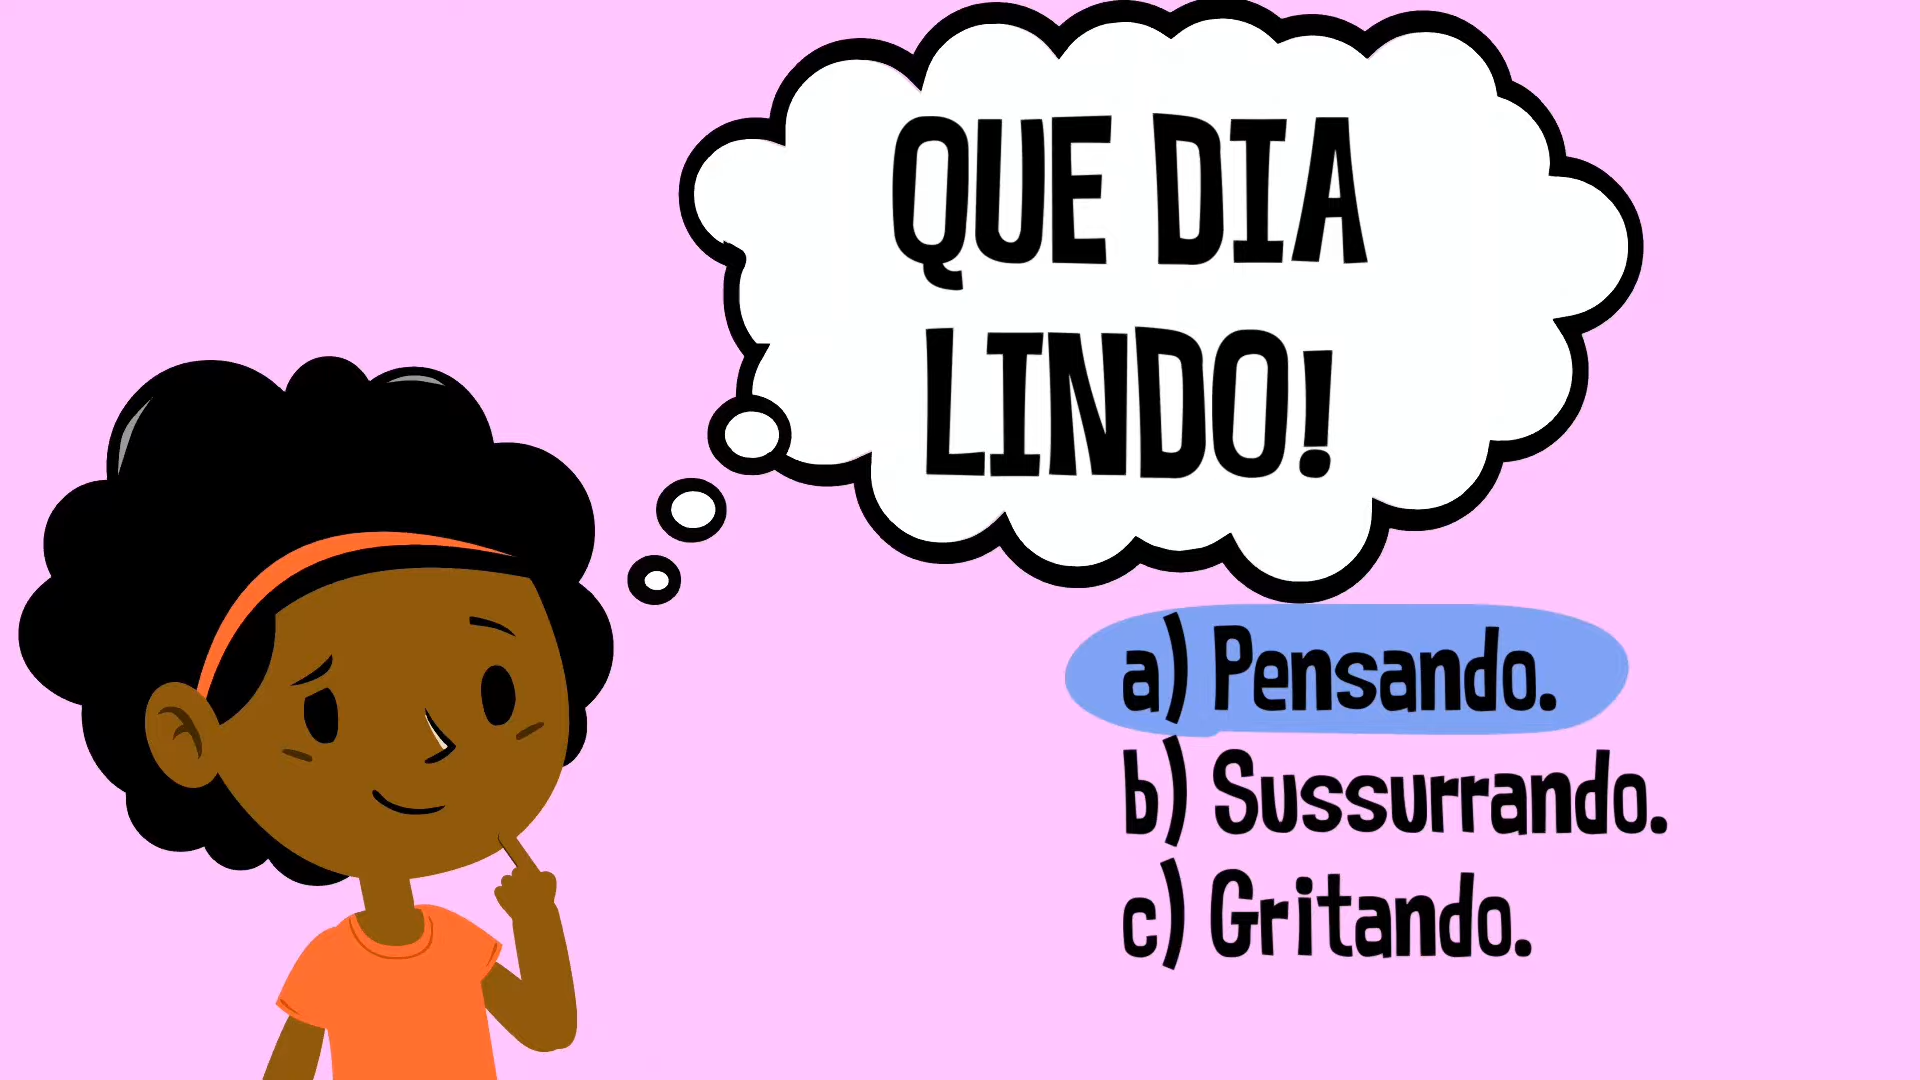 QUE DIA
LINDO!
a) Pensando.
b) Sussurrando.
c) Gritando.